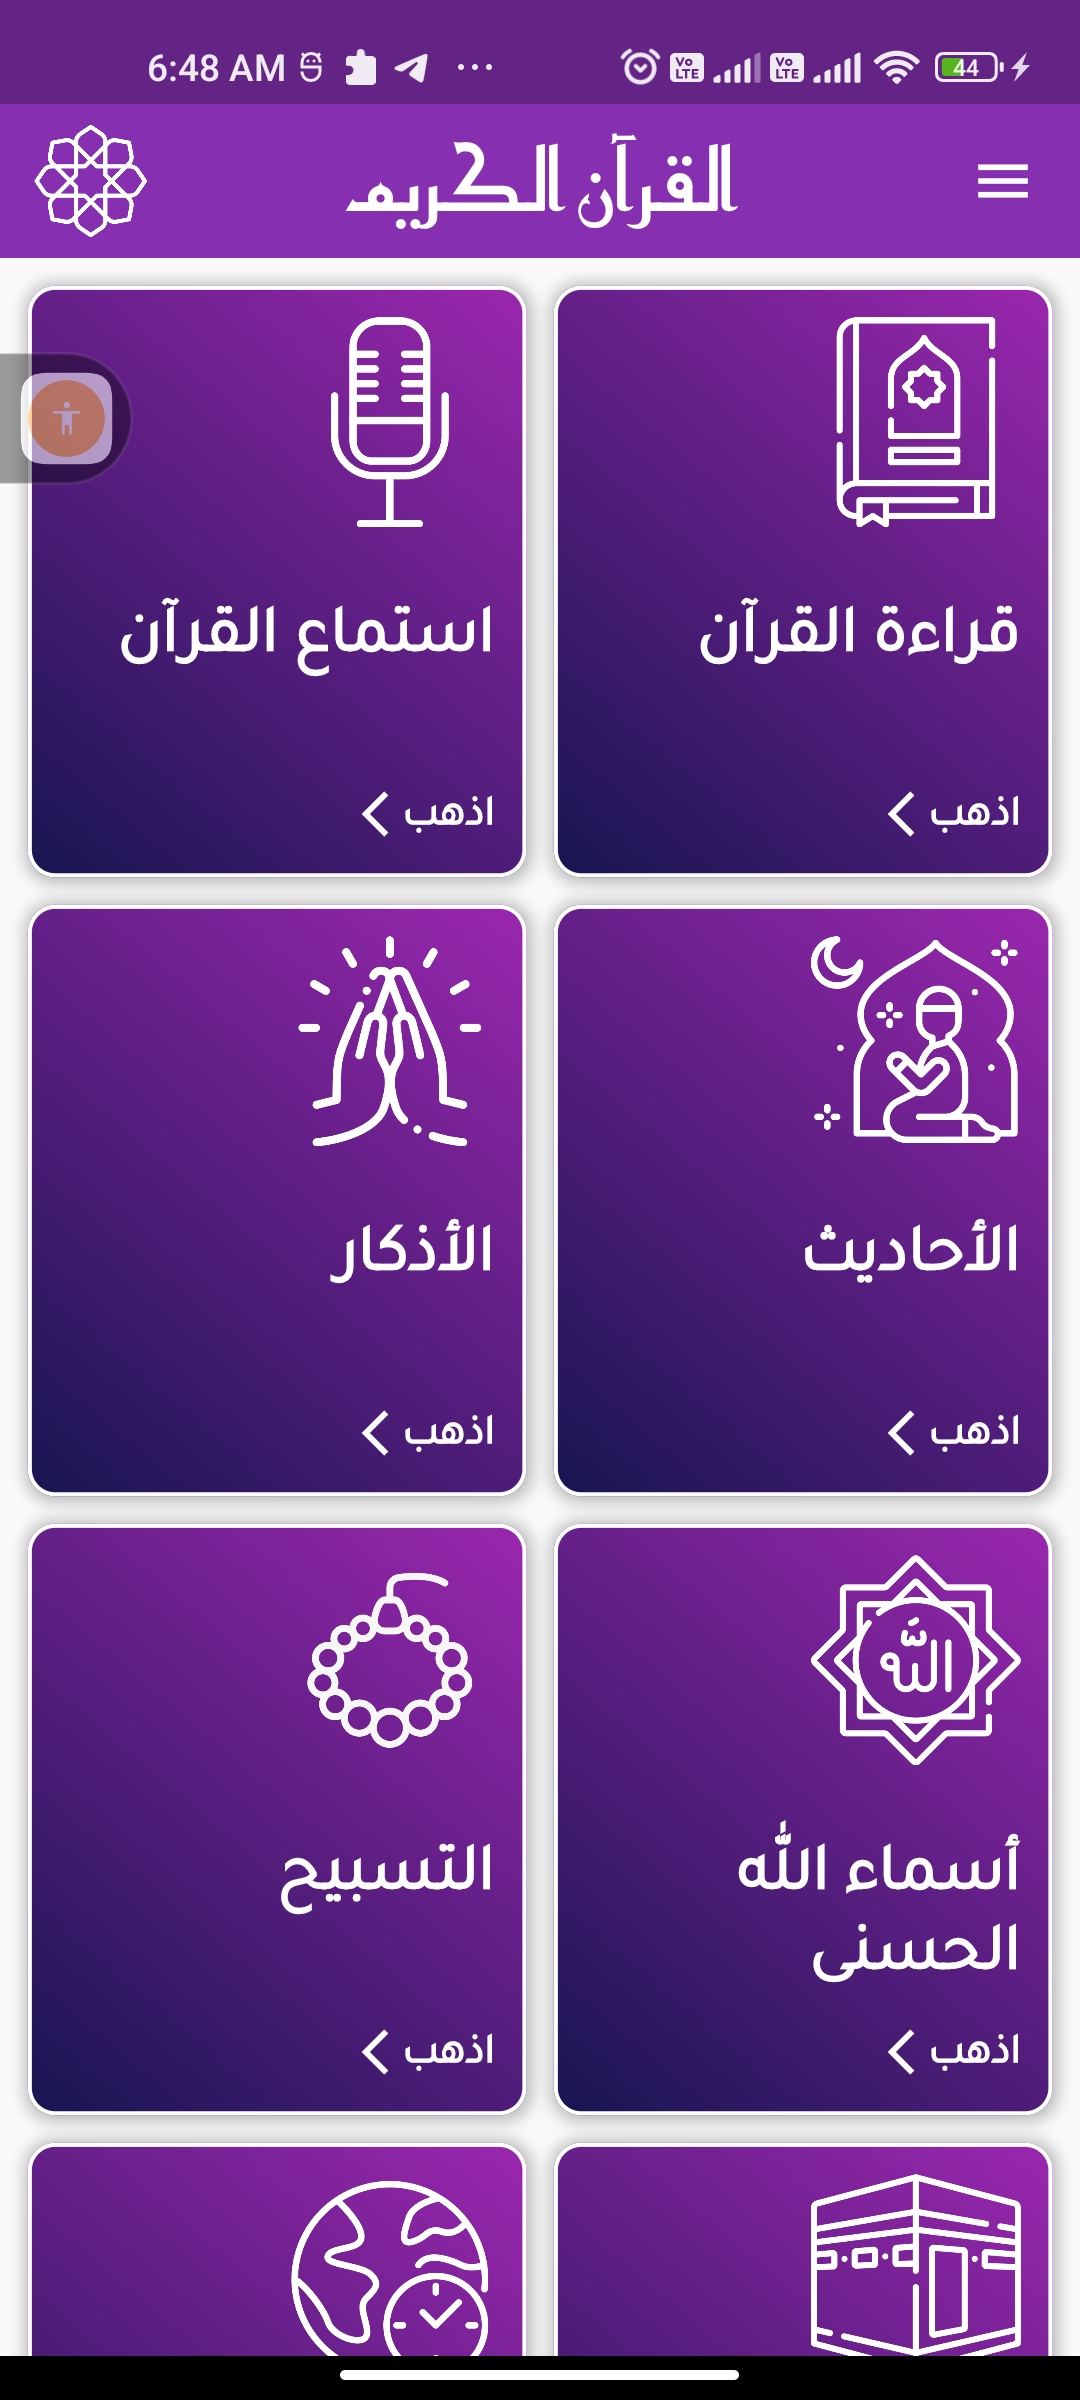 6:48 AM
Vo LTE
Vo LTE
44
القرآن الكريم
قراءة القرآن
اذهب
استماع القرآن
اذهب
الأحاديث
اذهب
الأذكار
اذهب
الله
أسماء الله
الحسنى
اذهب
التسبيح
اذهب